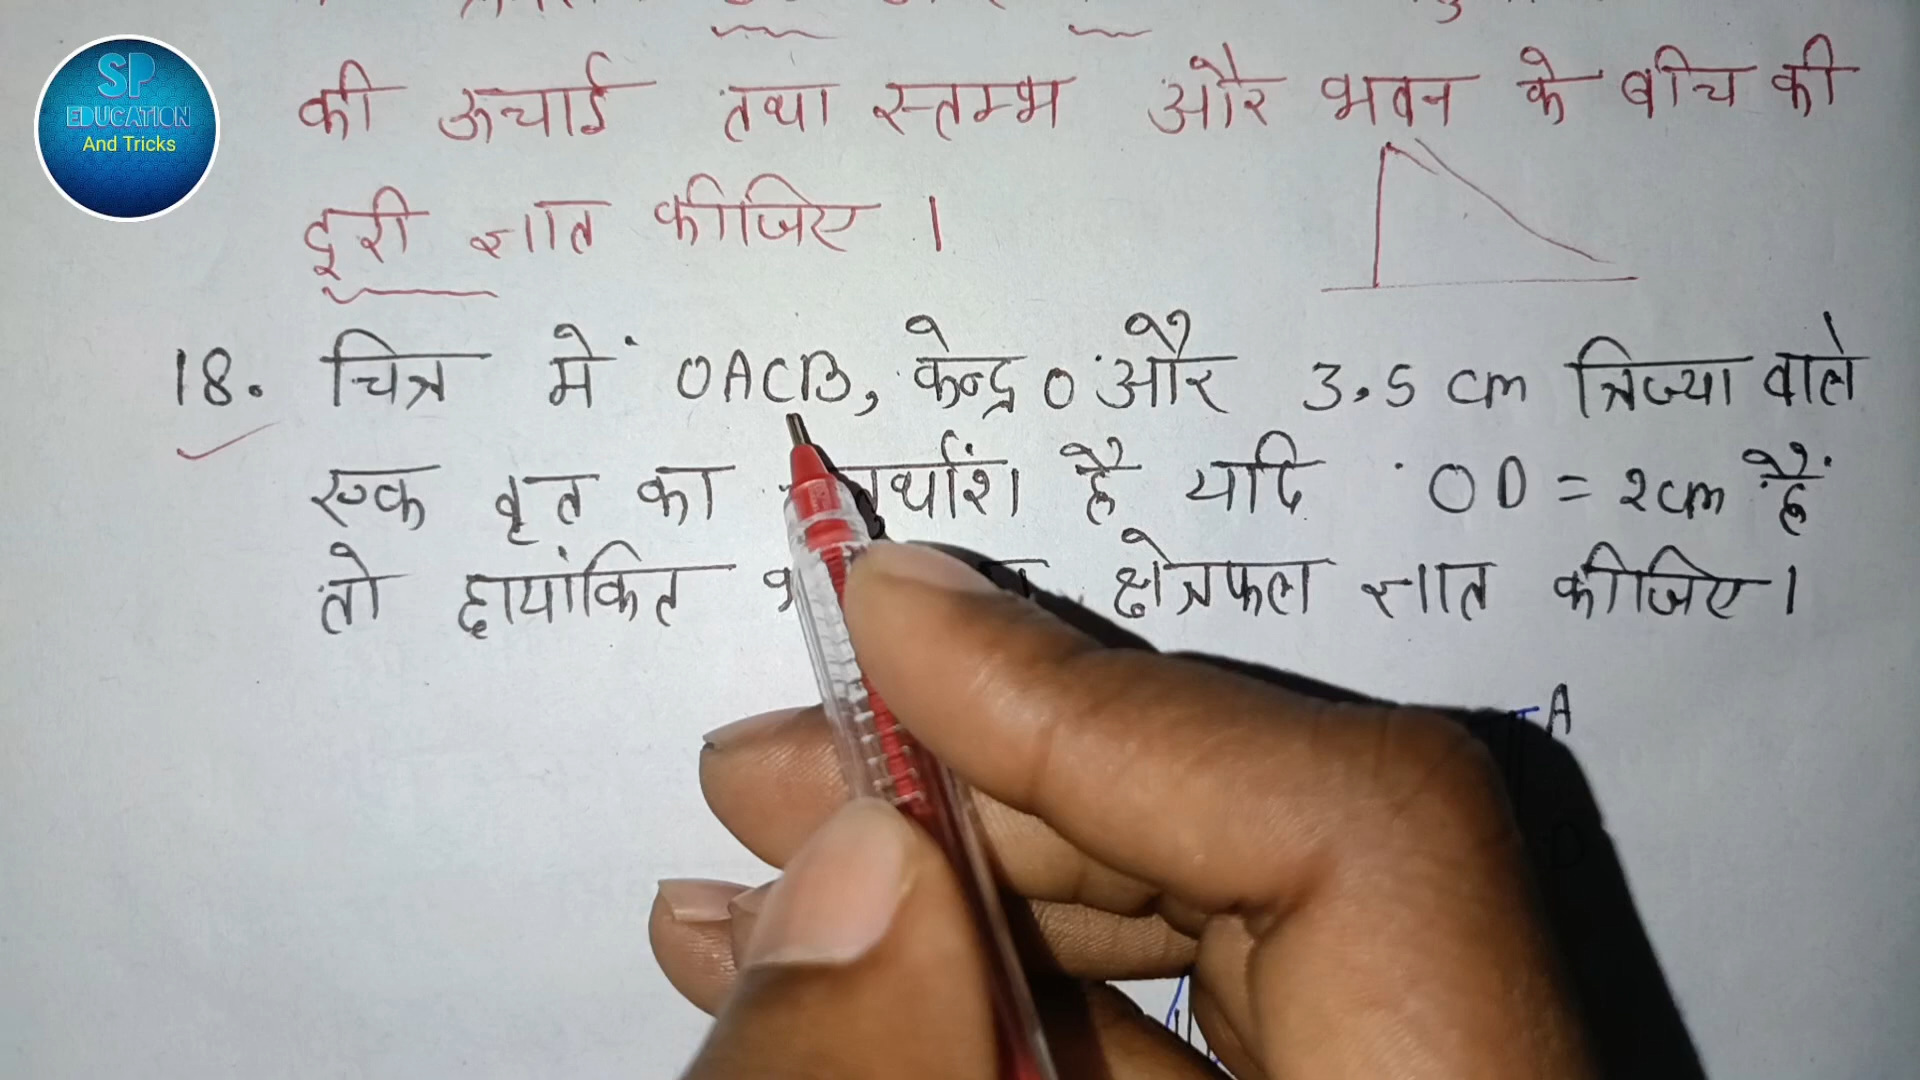 SP
EDUCATION
And Tricks
की ऊचाई तथा स्तम्भ और भवन के बीच की
दूरी ज्ञात कीजिए ।
18. चित्र में OACB, केन्द्र O और 3.5 cm त्रिज्या वाले
एक वृत का है यदि OD = 2cm है
तो छायांकित क्षेत्रफल ज्ञात कीजिए ।
A